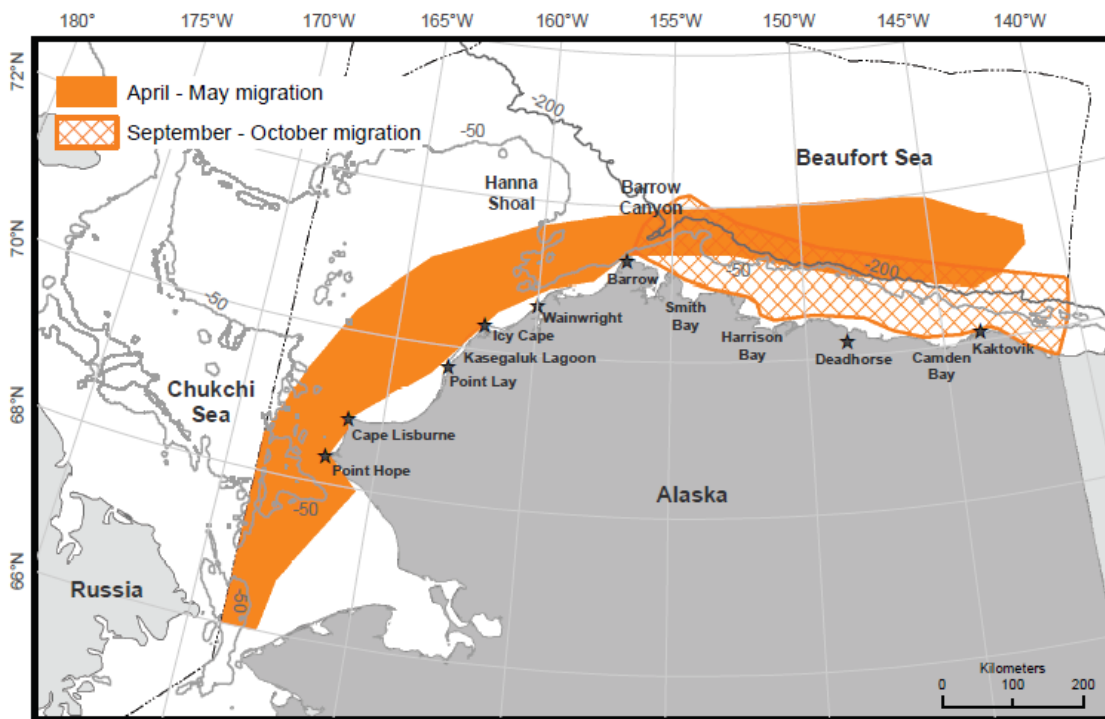 180°
175°W
170°W
165°W
160°W
155°W
150°W
145°W
140°W
72°N
70°N
68°N
66°N
April - May migration
September - October migration
-200
-50
Beaufort Sea
Hanna
Shoal
Barrow
Canyon
-50
-200
-50
Barrow
Smith
Bay
Wainwright
Harrison
Bay
Icy Cape
Deadhorse
Camden
Bay
Kaktovik
Kasegaluk Lagoon
Point Lay
Chukchi
Sea
Cape Lisburne
Point Hope
-50
Alaska
Russia
-50
Kilometers
0 100 200